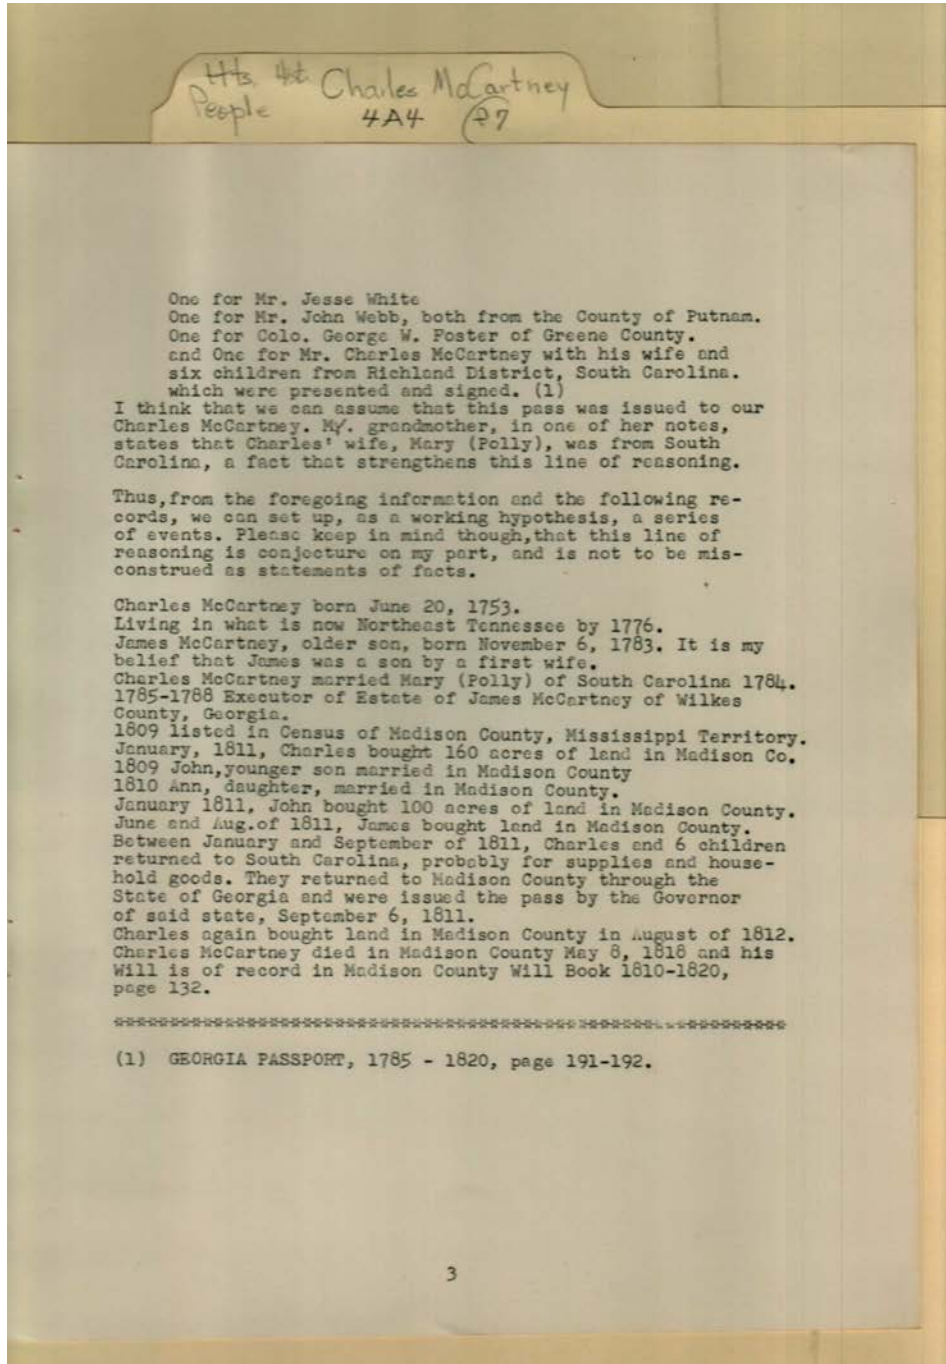 Hts. 4st. Charles McCartney
People 4A4 P7
One for Mr. Jesse White
One for Mr. John Webb, both from the County of Putnam.
One for Colo. George W. Foster of Greene County.
and One for Mr. Charles McCartney with his wife and
six children from Richland District, South Carolina.
which were presented and signed. (1)
I think that we can assume that this pass was issued to our
Charles McCartney. My. grandmother, in one of her notes,
states that Charles' wife, Mary (Polly), was from South
Carolina, a fact that strengthens this line of reasoning.
Thus,from the foregoing information and the following re-
cords, we can set up, as a working hypothesis, a series
of events. Please keep in mind though,that this line of
reasoning is conjecture on my part, and is not to be mis-
construed as statements of facts.
Charles McCartney born June 20, 1753.
Living in what is now Northeast Tennessee by 1776.
James McCartney, older son, born November 6, 1783. It is my
belief that James was a son by a first wife.
Charles McCartney married Mary (Polly) of South Carolina 1784.
1785-1788 Executor of Estate of James McCartney of Wilkes
County, Georgia.
1809 listed in Census of Madison County, Mississippi Territory.
January, 1811, Charles bought 160 acres of land in Madison Co.
1809 John,younger son married in Madison County
1810 Ann, daughter, married in Madison County.
January 1811, John bought 100 acres of land in Madison County.
June and Aug.of 1811, James bought land in Madison County.
Between January and September of 1811, Charles and 6 children
returned to South Carolina, probably for supplies and house-
hold goods. They returned to Madison County through the
State of Georgia and were issued the pass by the Governor
of said state, September 6, 1811.
Charles again bought land in Madison County in August of 1812.
Charles McCartney died in Madison County May 8, 1818 and his
Will is of record in Madison County Will Book 1810-1820,
page 132.
(1) GEORGIA PASSPORT, 1785 - 1820, page 191-192.
3